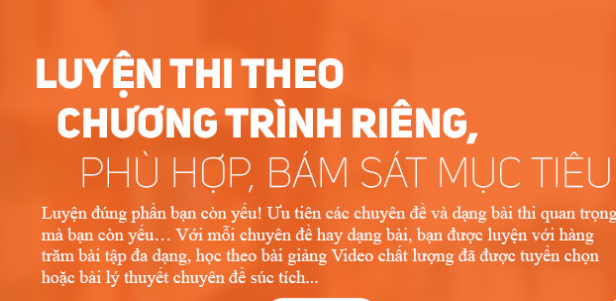 LUYỆN THI THEO
CHƯƠNG TRÌNH RIÊNG,
PHÙ HỢP, BÁM SÁT MỤC TIÊU
Luyện đúng phần bạn còn yếu! Ưu tiên các chuyên đề và dạng bài thi quan trọng
mà bạn còn yếu... Với mỗi chuyên đề hay dạng bài, bạn được luyện với hàng
trăm bài tập đa dạng, học theo bài giảng Video chất lượng đã được tuyển chọn
hoặc bài lý thuyết chuyên đề súc tích...